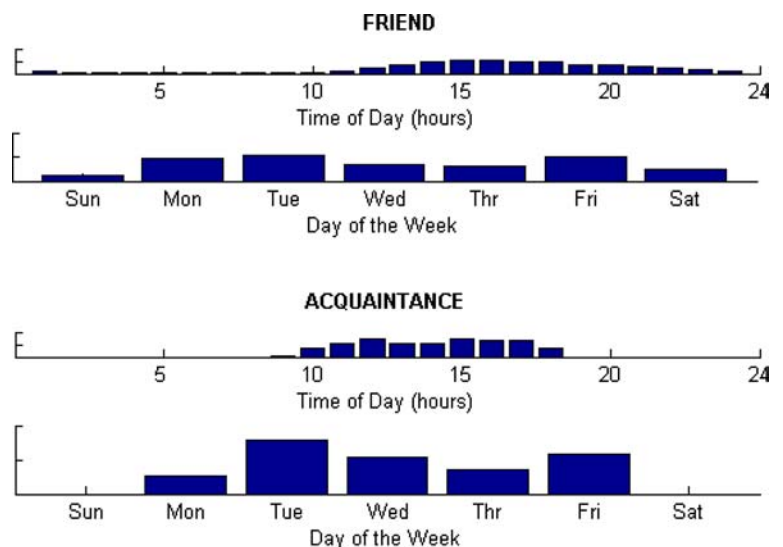 FRIEND
5 10 15 20 24
Time of Day (hours)
Sun Mon Tue Wed Thr Fri Sat
Day of the Week
ACQUAINTANCE
5 10 15 20 24
Time of Day (hours)
Sun Mon Tue Wed Thr Fri Sat
Day of the Week